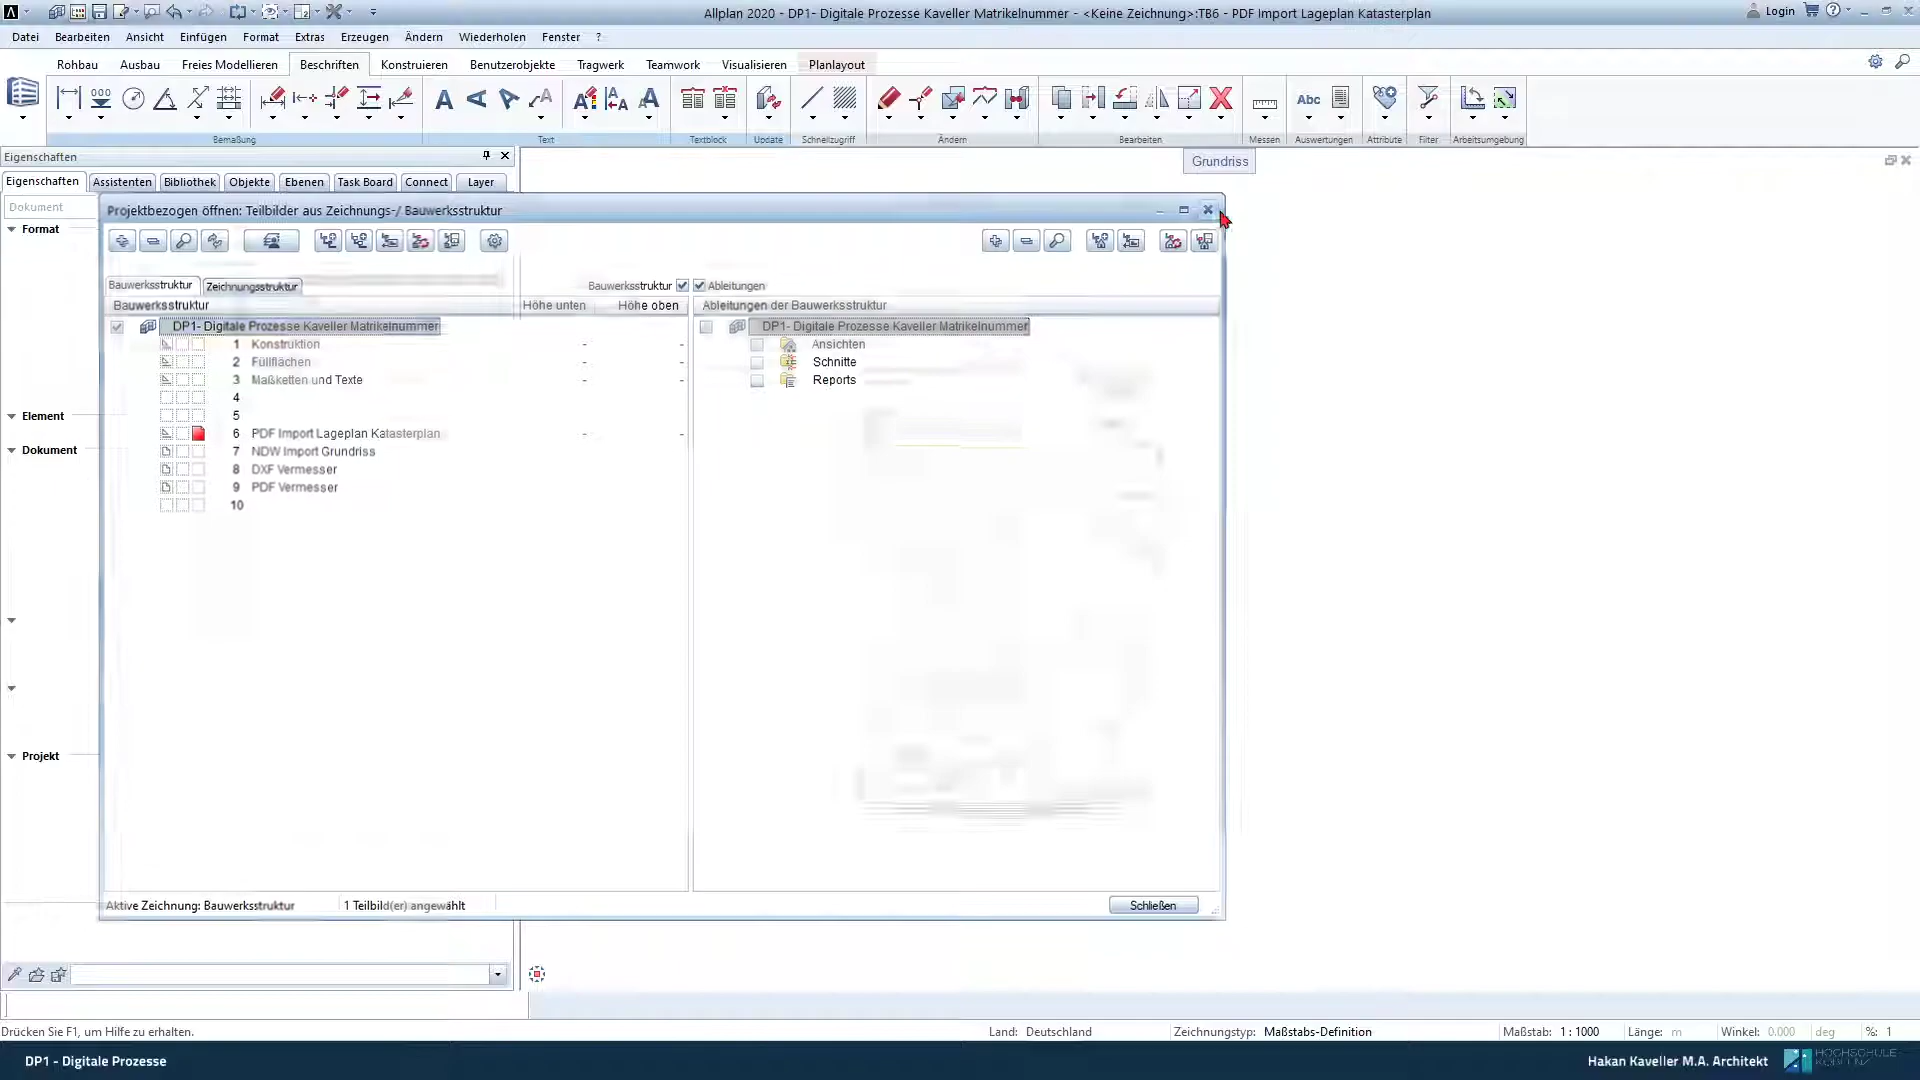 Allplan 2020 - DP1- Digitale Prozesse Kaveller Matrikelnummer - <Keine Zeichnung>:TB6 - PDF Import Lageplan Katasterplan
Login
Datei Bearbeiten Ansicht Einfügen Format Extras Erzeugen Ändern Wiederholen Fenster ?
Rohbau Ausbau Freies Modellieren Beschriften Konstruieren Benutzerobjekte Tragwerk Teamwork Visualisieren Planlayout
Abc
Bemaßung Text Textblock Update Schnellzugriff Ändern Bearbeiten Messen Auswertungen Attribute Filter Arbeitsumgebung
Eigenschaften
Grundriss
Eigenschaften Assistenten Bibliothek Objekte Ebenen Task Board Connect Layer
Dokument
Projektbezogen öffnen: Teilbilder aus Zeichnungs-/ Bauwerksstruktur
Format
Bauwerksstruktur Zeichnungsstruktur Bauwerksstruktur Ableitungen
Bauwerksstruktur Höhe unten Höhe oben Ableitungen der Bauwerksstruktur
DP1- Digitale Prozesse Kaveller Matrikelnummer DP1- Digitale Prozesse Kaveller Matrikelnummer
1 Konstruktion - - Ansichten
2 Füllflächen - - Schnitte
3 Maßketten und Texte - - Reports
4
5
Element
6 PDF Import Lageplan Katasterplan - -
Dokument
7 NDW Import Grundriss
8 DXF Vermesser
9 PDF Vermesser
10
Projekt
Aktive Zeichnung: Bauwerksstruktur 1 Teilbild(er) angewählt Schließen
Drücken Sie F1, um Hilfe zu erhalten. Land: Deutschland Zeichnungstyp: Maßstabs-Definition Maßstab: 1 : 1000 Länge: m Winkel: 0.000 deg %: 1
DP1 - Digitale Prozesse Hakan Kaveller M.A. Architekt HOCHSCHULE KOBLENZ